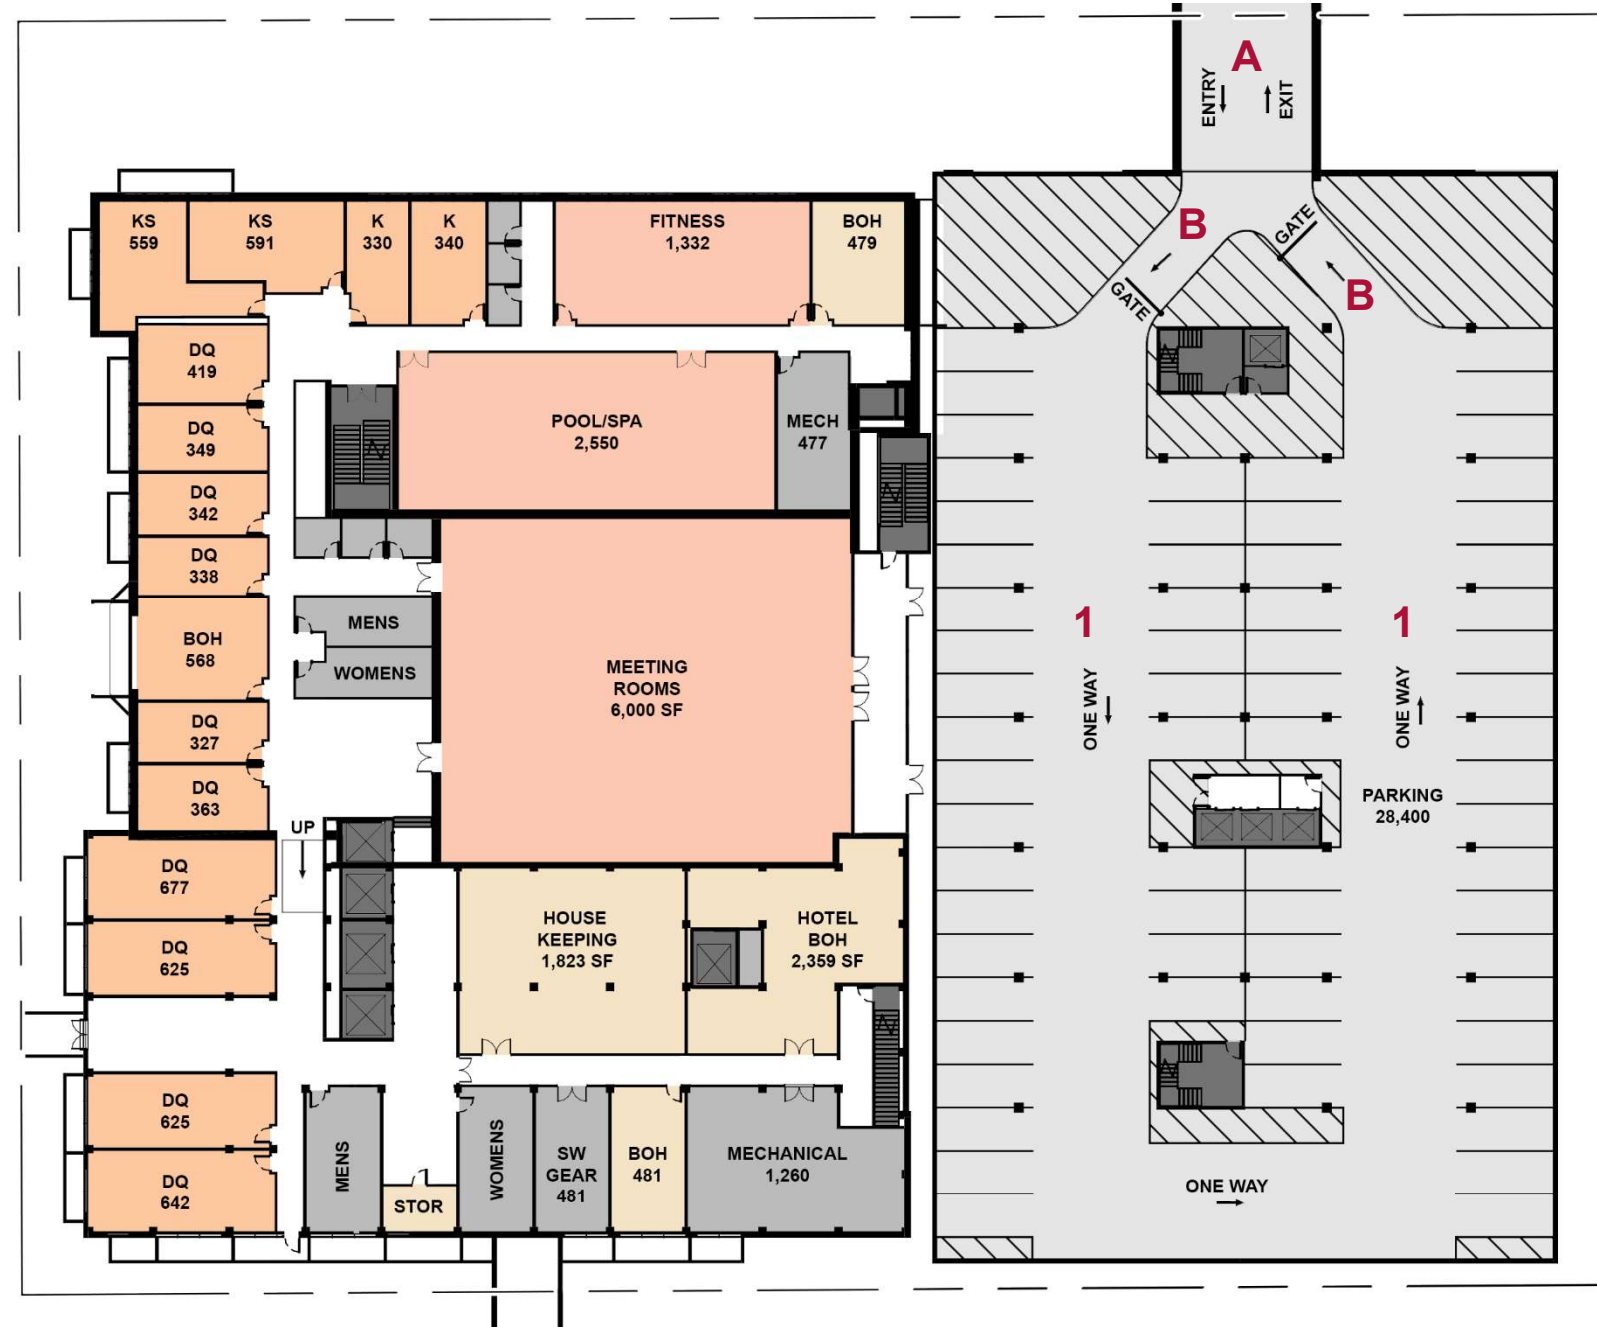 A
ENTRY
EXIT
B
GATE
GATE
B
KS
559
KS
591
K
330
K
340
FITNESS
1,332
BOH
479
DQ
419
DQ
349
DQ
342
DQ
338
BOH
568
DQ
327
DQ
363
POOL/SPA
2,550
MECH
477
MENS
WOMENS
MEETING
ROOMS
6,000 SF
1
1
ONE WAY
ONE WAY
PARKING
28,400
UP
DQ
677
DQ
625
HOUSE
KEEPING
1,823 SF
HOTEL
BOH
2,359 SF
DQ
625
DQ
642
MENS
STOR
WOMENS
SW
GEAR
481
BOH
481
MECHANICAL
1,260
ONE WAY